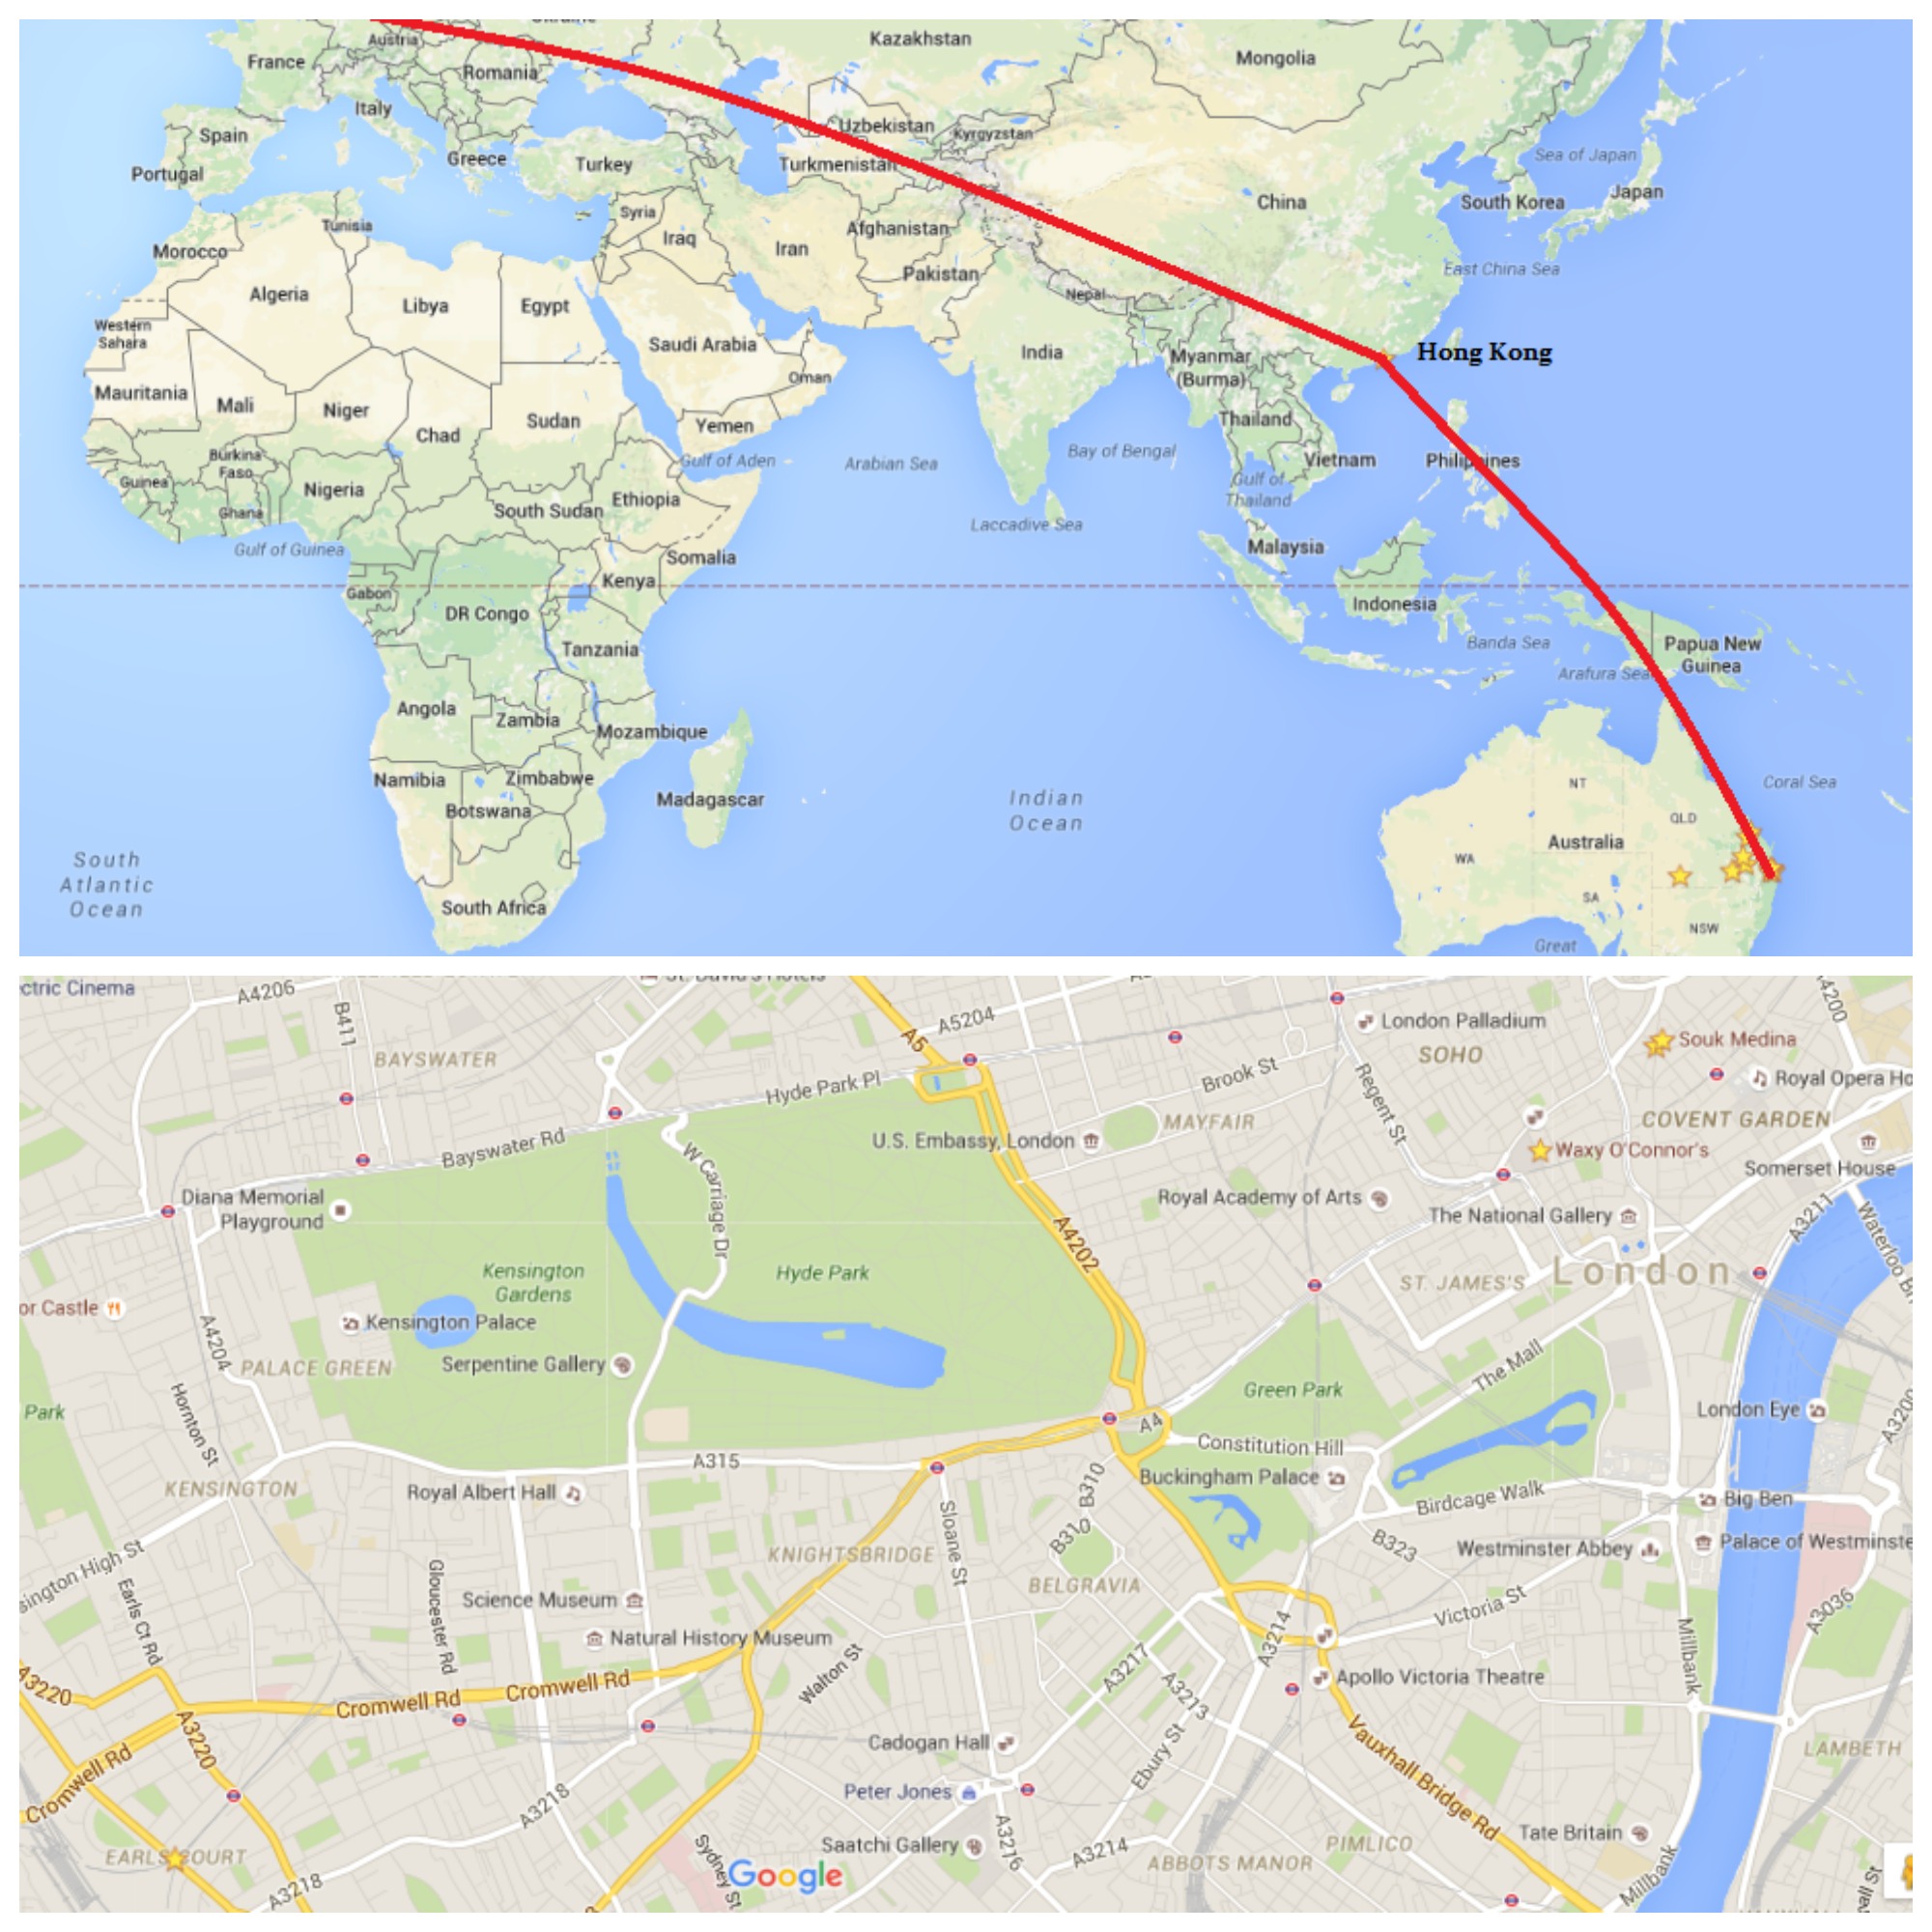 Ukraine
Kazakhstan
Mongolia
Austria
France
Romania
Italy
Uzbekistan
Kyrgyzstan
Spain
Sea of Japan
Greece
Turkey
Turkmenistan
Portugal
Japan
China
South Korea
Syria
Tunisia
Afghanistan
Iraq
Iran
Morocco
East China Sea
Pakistan
Algeria
Libya
Egypt
Nepal
Western
Sahara
Saudi Arabia
India
Hong Kong
Myanmar
(Burma)
Oman
Mauritania
Mali
Niger
Sudan
Thailand
Chad
Yemen
Bay of Bengal
Burkina
Faso
Gulf of Aden
Arabian Sea
Vietnam
Philippines
Guinea
Nigeria
Ethiopia
Gulf of
Thailand
Ghana
South Sudan
Laccadive Sea
Gulf of Guinea
Somalia
Malaysia
Kenya
Gabon
DR Congo
Indonesia
Tanzania
Banda Sea
Papua New
Guinea
Arafura Sea
Angola
Zambia
Mozambique
Namibia
Zimbabwe
NT
Coral Sea
Madagascar
Indian
Ocean
Botswana
QLD
Australia
WA
South
Atlantic
Ocean
SA
South Africa
NSW
Great
ctric Cinema
A4206
B411
St. David's Hotels
A5
A5204
London Palladium
A4200
Souk Medina
SOHO
BAYSWATER
Brook St
Royal Opera Ho
Hyde Park Pl
Regent St
COVENT GARDEN
MAYFAIR
U.S. Embassy, London
Bayswater Rd
W Carriage Dr
Waxy O'Connor's
Somerset House
Diana Memorial
Playground
Royal Academy of Arts
The National Gallery
A3211
Waterloo Br
A4202
London
Kensington
Gardens
Hyde Park
ST. JAMES'S
or Castle
Kensington Palace
A4204
PALACE GREEN
Serpentine Gallery
The Mall
Green Park
Park
Hornton St
London Eye
A3200
A4
Constitution Hill
A315
KENSINGTON
Royal Albert Hall
Buckingham Palace
B310
Birdcage Walk
Big Ben
Sloane St
B310
B323
Westminster Abbey
Palace of Westminste
KNIGHTSBRIDGE
sington High St
Earls Ct Rd
Gloucester Rd
BELGRAVIA
Science Museum
Victoria St
A3036
Natural History Museum
A3214
Millbank
Walton St
A3217
Apollo Victoria Theatre
A3220
Cromwell Rd
Cromwell Rd
A3213
A3220
Cadogan Hall
Ebury St
Vauxhall Bridge Rd
LAMBETH
Cromwell Rd
Peter Jones
A3218
Tate Britain
Saatchi Gallery
A3216
A3214
PIMLICO
EARLS COURT
Sydney St
Google
ABBOTS MANOR
A3218
Millbank
all St